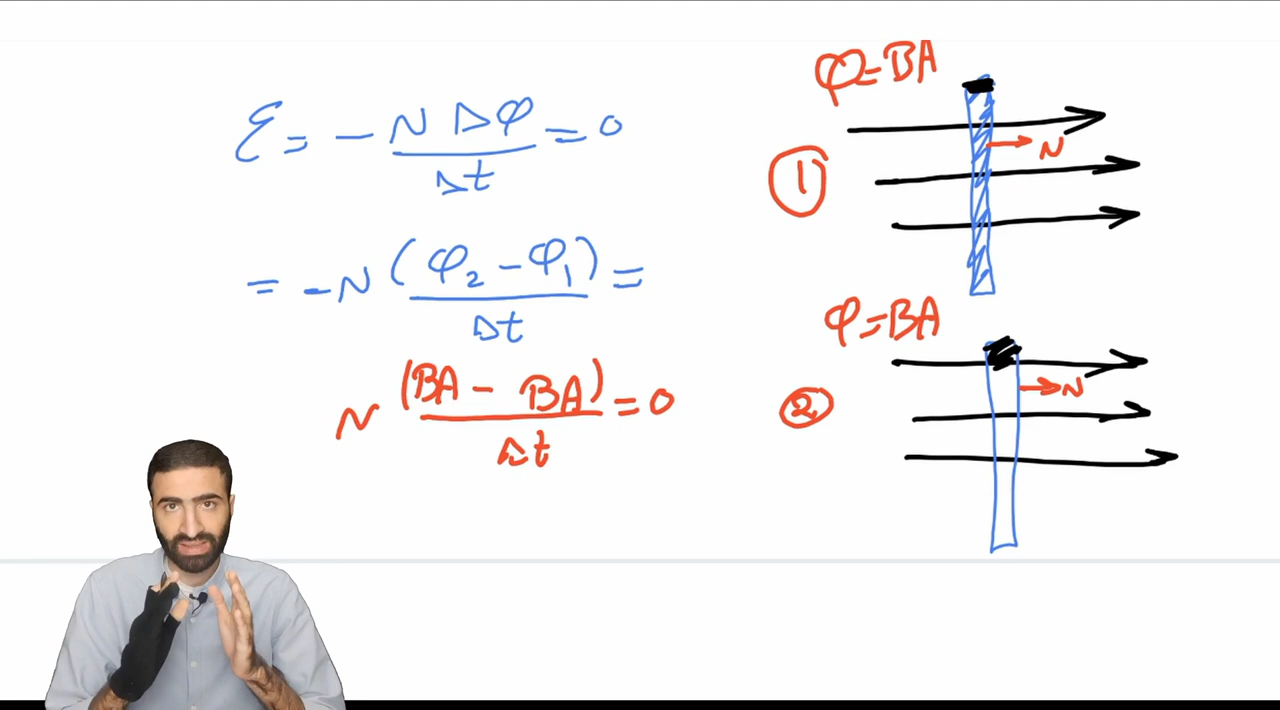 ε = - N Δφ / Δt = 0
= - N (φ₂ - φ₁) / Δt =
N (BA - BA) / Δt = 0
φ = BA
① N
φ = BA
② N